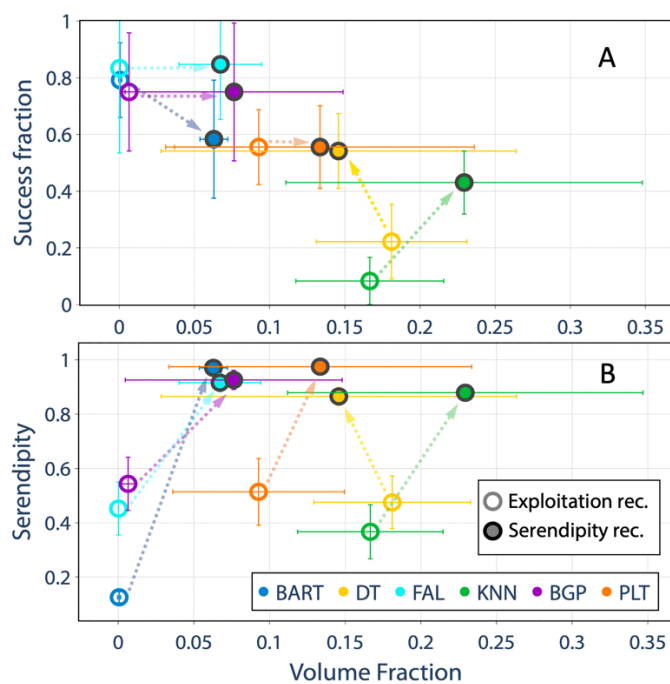 A
Success fraction
1
0.8
0.6
0.4
0.2
0
0 0.05 0.1 0.15 0.2 0.25 0.3 0.35
B
Serendipity
1
0.8
0.6
0.4
0.2
Exploitation rec.
Serendipity rec.
BART DT FAL KNN BGP PLT
0 0.05 0.1 0.15 0.2 0.25 0.3 0.35
Volume Fraction